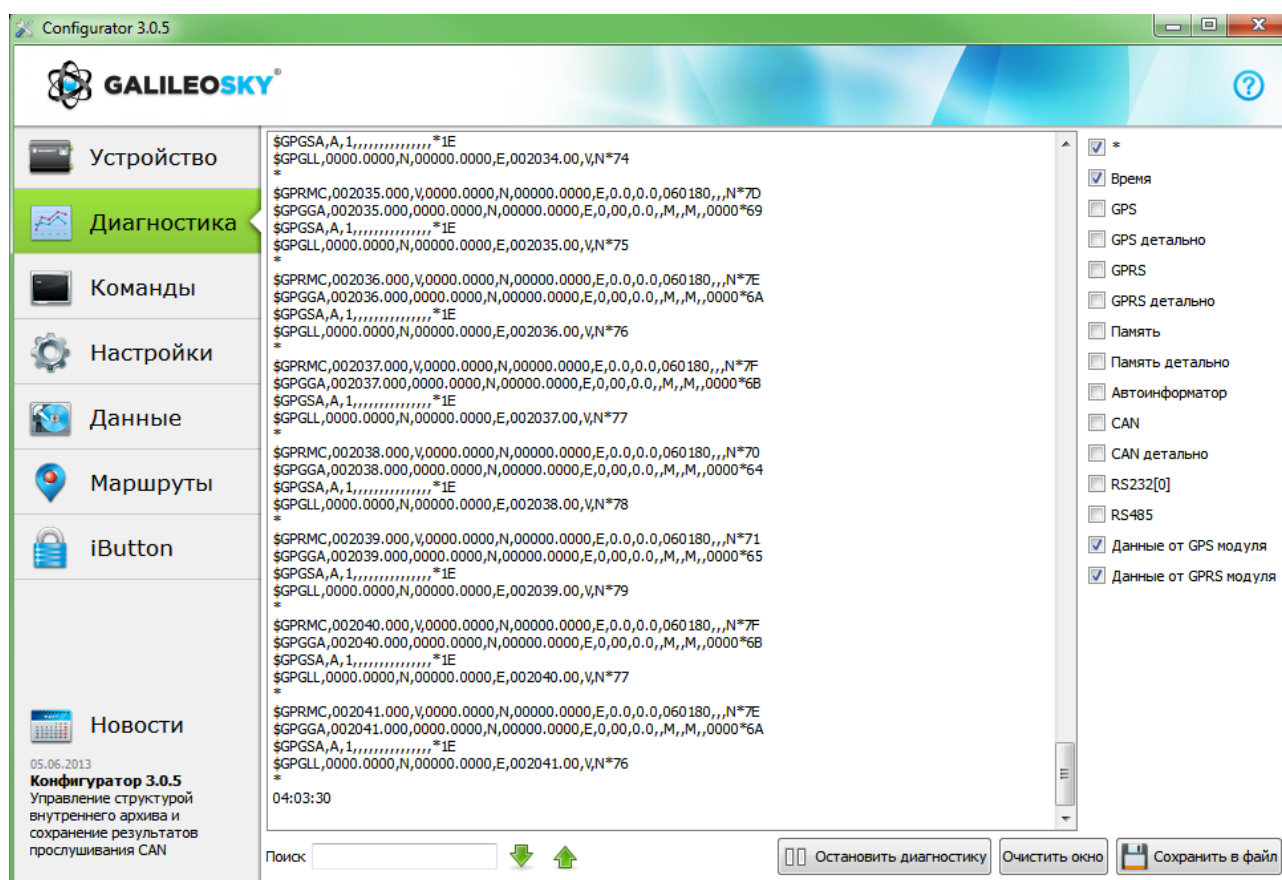 Configurator 3.0.5
GALILEOSKY®
Устройство
Диагностика
Команды
Настройки
Данные
Маршруты
iButton
Новости
05.06.2013
Конфигуратор 3.0.5
Управление структурой
внутреннего архива и
сохранение результатов
прослушивания CAN
$GPGSA,A,1,,,,,,,,,,,,,,,*1E
$GPGLL,0000.0000,N,00000.0000,E,002034.00,V,N*74
*
$GPRMC,002035.000,V,0000.0000,N,00000.0000,E,0.0,0.0,060180,,,N*7D
$GPGGA,002035.000,0000.0000,N,00000.0000,E,0,00,0.0,,M,,M,,0000*69
$GPGSA,A,1,,,,,,,,,,,,,,,*1E
$GPGLL,0000.0000,N,00000.0000,E,002035.00,V,N*75
*
$GPRMC,002036.000,V,0000.0000,N,00000.0000,E,0.0,0.0,060180,,,N*7E
$GPGGA,002036.000,0000.0000,N,00000.0000,E,0,00,0.0,,M,,M,,0000*6A
$GPGSA,A,1,,,,,,,,,,,,,,,*1E
$GPGLL,0000.0000,N,00000.0000,E,002036.00,V,N*76
*
$GPRMC,002037.000,V,0000.0000,N,00000.0000,E,0.0,0.0,060180,,,N*7F
$GPGGA,002037.000,0000.0000,N,00000.0000,E,0,00,0.0,,M,,M,,0000*6B
$GPGSA,A,1,,,,,,,,,,,,,,,*1E
$GPGLL,0000.0000,N,00000.0000,E,002037.00,V,N*77
*
$GPRMC,002038.000,V,0000.0000,N,00000.0000,E,0.0,0.0,060180,,,N*70
$GPGGA,002038.000,0000.0000,N,00000.0000,E,0,00,0.0,,M,,M,,0000*64
$GPGSA,A,1,,,,,,,,,,,,,,,*1E
$GPGLL,0000.0000,N,00000.0000,E,002038.00,V,N*78
*
$GPRMC,002039.000,V,0000.0000,N,00000.0000,E,0.0,0.0,060180,,,N*71
$GPGGA,002039.000,0000.0000,N,00000.0000,E,0,00,0.0,,M,,M,,0000*65
$GPGSA,A,1,,,,,,,,,,,,,,,*1E
$GPGLL,0000.0000,N,00000.0000,E,002039.00,V,N*79
*
$GPRMC,002040.000,V,0000.0000,N,00000.0000,E,0.0,0.0,060180,,,N*7F
$GPGGA,002040.000,0000.0000,N,00000.0000,E,0,00,0.0,,M,,M,,0000*6B
$GPGSA,A,1,,,,,,,,,,,,,,,*1E
$GPGLL,0000.0000,N,00000.0000,E,002040.00,V,N*77
*
$GPRMC,002041.000,V,0000.0000,N,00000.0000,E,0.0,0.0,060180,,,N*7E
$GPGGA,002041.000,0000.0000,N,00000.0000,E,0,00,0.0,,M,,M,,0000*6A
$GPGSA,A,1,,,,,,,,,,,,,,,*1E
$GPGLL,0000.0000,N,00000.0000,E,002041.00,V,N*76
*
04:03:30
*
Время
GPS
GPS детально
GPRS
GPRS детально
Память
Память детально
Автоинформатор
CAN
CAN детально
RS232[0]
RS485
Данные от GPS модуля
Данные от GPRS модуля
Поиск
Остановить диагностику
Очистить окно
Сохранить в файл